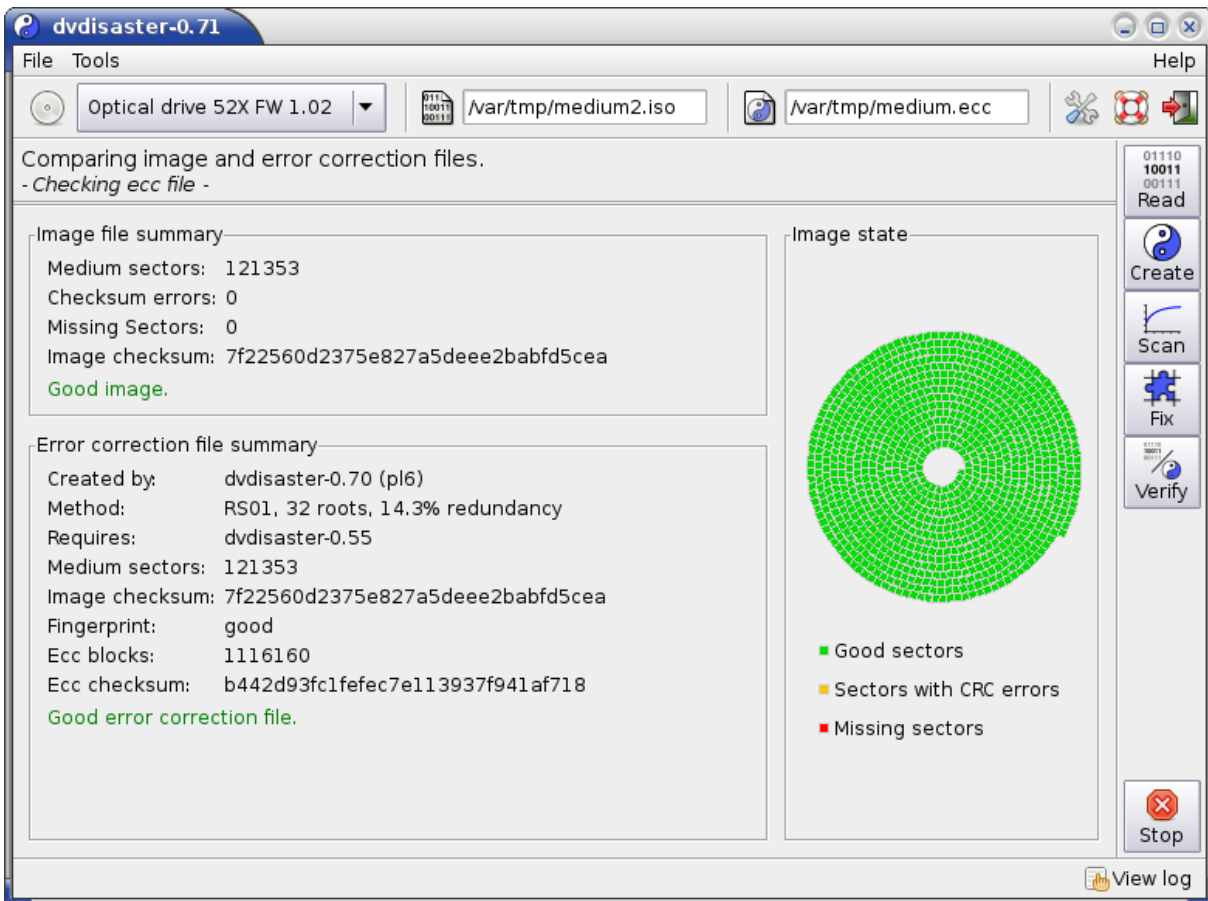 dvdisaster-0.71
File Tools Help
Optical drive 52X FW 1.02 /var/tmp/medium2.iso /var/tmp/medium.ecc
Comparing image and error correction files.
- Checking ecc file -
Image file summary
Medium sectors: 121353
Checksum errors: 0
Missing Sectors: 0
Image checksum: 7f22560d2375e827a5deee2babfd5cea
Good image.
Error correction file summary
Created by: dvdisaster-0.70 (pl6)
Method: RS01, 32 roots, 14.3% redundancy
Requires: dvdisaster-0.55
Medium sectors: 121353
Image checksum: 7f22560d2375e827a5deee2babfd5cea
Fingerprint: good
Ecc blocks: 1116160
Ecc checksum: b442d93fc1fefec7e113937f941af718
Good error correction file.
Image state
Good sectors
Sectors with CRC errors
Missing sectors
01110
10011
00111
Read
Create
Scan
Fix
Verify
Stop
View log